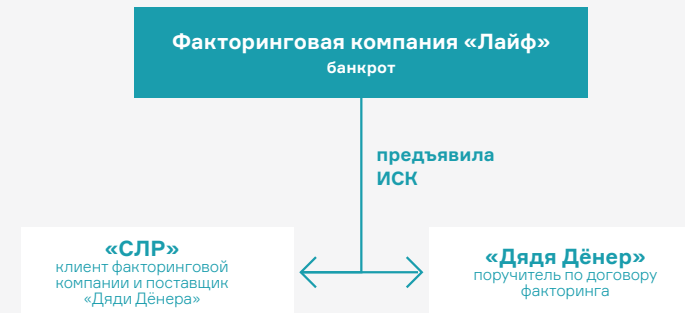 Факторинговая компания «Лайф»
банкрот
предъявила
ИСК
«СЛР»
клиент факторинговой
компании и поставщик
«Дяди Дёнера»
«Дядя Дёнер»
поручитель по договору
факторинга